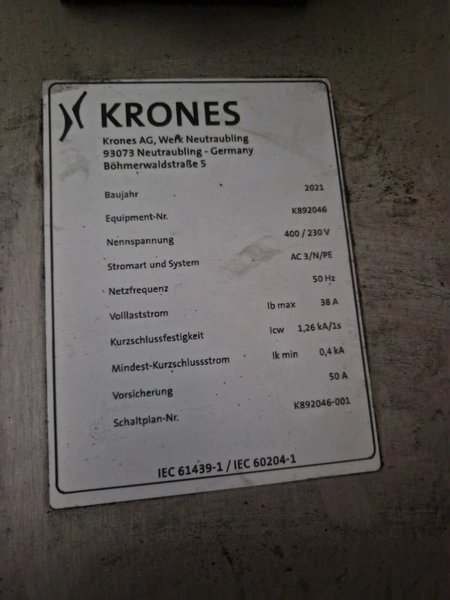 KRONES
Krones AG, Werk Neutraubling
93073 Neutraubling - Germany
Böhmerwaldstraße 5
Baujahr 2021
Equipment-Nr. K892046
Nennspannung 400 / 230 V
Stromart und System AC 3/N/PE
Netzfrequenz 50 Hz
Volllaststrom Ib max 38 A
Kurzschlussfestigkeit Icw 1,26 kA/1s
Mindest-Kurzschlussstrom Ik min 0,4 kA
Vorsicherung 50 A
Schaltplan-Nr. K892046-001
IEC 61439-1 / IEC 60204-1